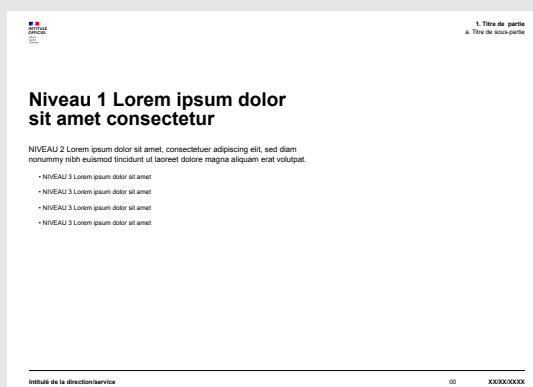 INTITULÉ
OFFICIEL
1. Titre de partie
a. Titre de sous-partie
Niveau 1 Lorem ipsum dolor
sit amet consectetur
NIVEAU 2 Lorem ipsum dolor sit amet, consectetuer adipiscing elit, sed diam
nonummy nibh euismod tincidunt ut laoreet dolore magna aliquam erat volutpat.
• NIVEAU 3 Lorem ipsum dolor sit amet
• NIVEAU 3 Lorem ipsum dolor sit amet
• NIVEAU 3 Lorem ipsum dolor sit amet
• NIVEAU 3 Lorem ipsum dolor sit amet
Intitulé de la direction/service 00 XX/XX/XXXX